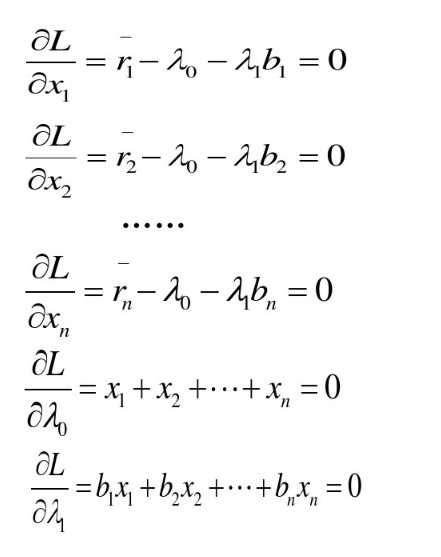 ∂L/∂x₁ = r̄₁ − λ₀ − λ₁b₁ = 0
∂L/∂x₂ = r̄₂ − λ₀ − λ₁b₂ = 0
……
∂L/∂xₙ = r̄ₙ − λ₀ − λ₁bₙ = 0
∂L/∂λ₀ = x₁ + x₂ + ⋯ + xₙ = 0
∂L/∂λ₁ = b₁x₁ + b₂x₂ + ⋯ + bₙxₙ = 0